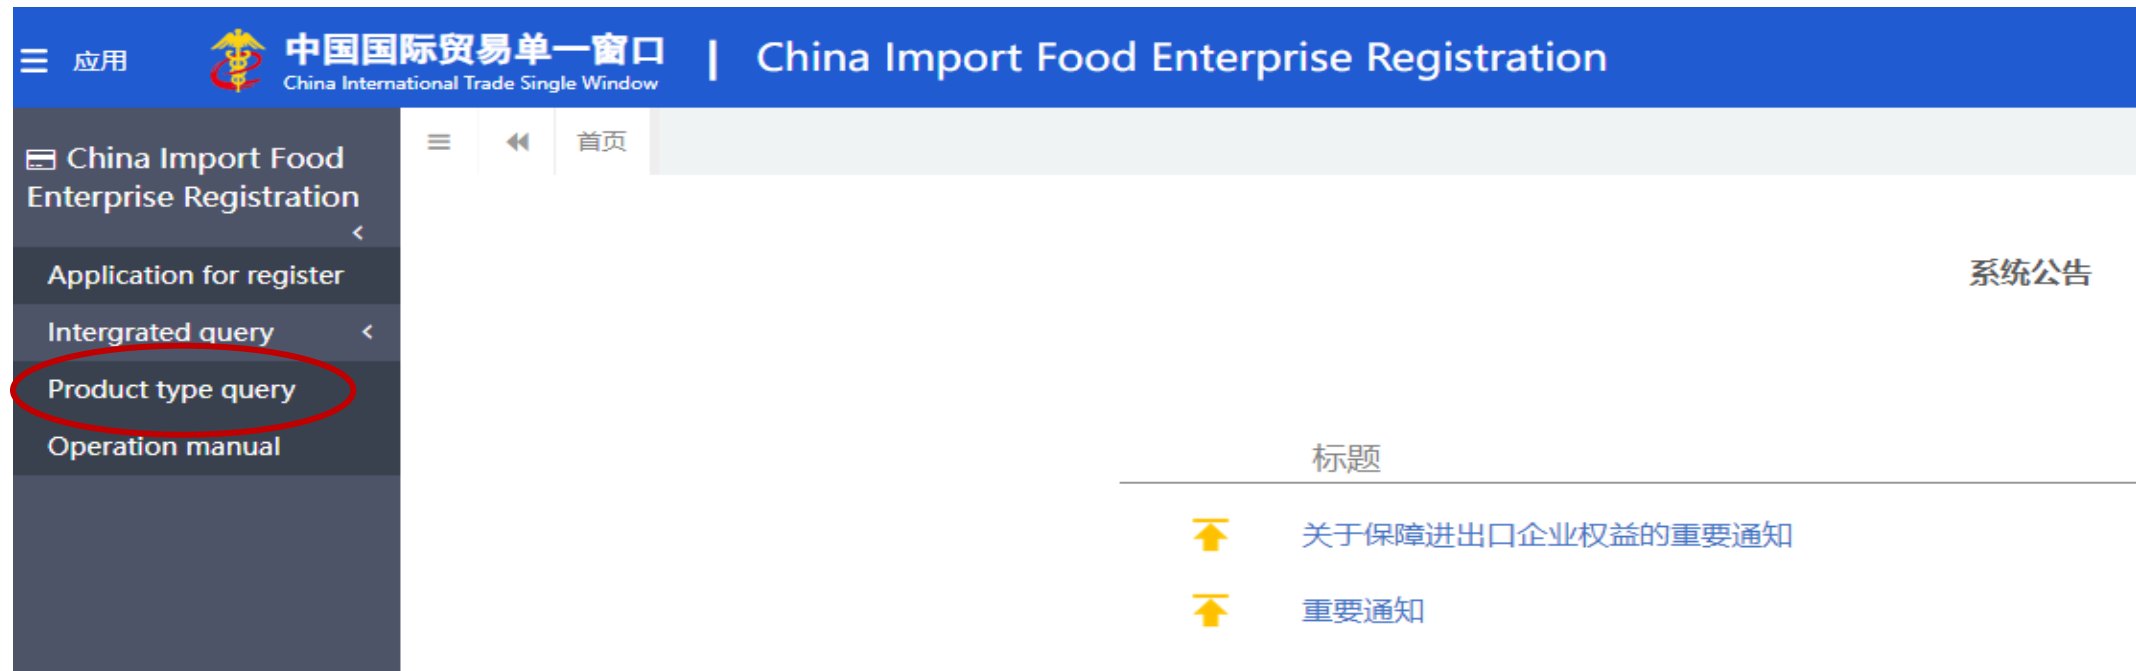 应用
中国国际贸易单一窗口
China International Trade Single Window
| China Import Food Enterprise Registration
China Import Food
Enterprise Registration
Application for register
Intergrated query
Product type query
Operation manual
首页
系统公告
标题
关于保障进出口企业权益的重要通知
重要通知